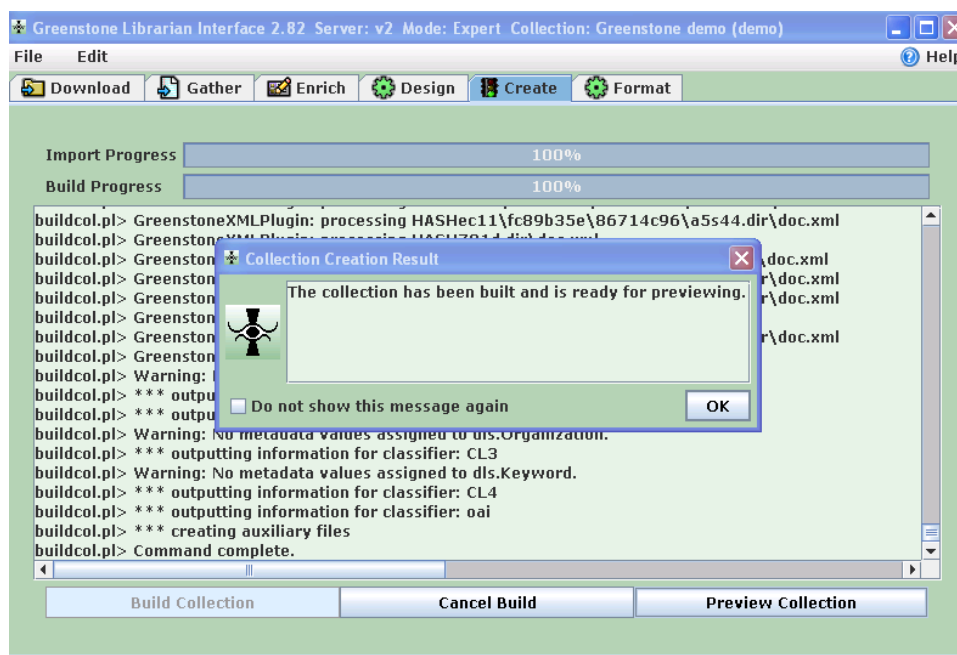 Greenstone Librarian Interface 2.82 Server: v2 Mode: Expert Collection: Greenstone demo (demo)
File Edit Help
Download Gather Enrich Design Create Format
Import Progress 100%
Build Progress 100%
buildcol.pl> GreenstoneXMLPlugin: processing HASHec11\fc89b35e\86714c96\a5s44.dir\doc.xml
buildcol.pl> GreenstoneXMLPlugin: processing HASH701d.dir\doc.xml
buildcol.pl> Greenston \doc.xml
buildcol.pl> Greenston r\doc.xml
buildcol.pl> Greenston r\doc.xml
buildcol.pl> Greenston
buildcol.pl> Greenston r\doc.xml
buildcol.pl> Greenston
buildcol.pl> Warning:
buildcol.pl> *** outpu
buildcol.pl> *** outpu
Collection Creation Result
The collection has been built and is ready for previewing.
Do not show this message again
OK
buildcol.pl> Warning: No metadata values assigned to dls.Organization.
buildcol.pl> *** outputting information for classifier: CL3
buildcol.pl> Warning: No metadata values assigned to dls.Keyword.
buildcol.pl> *** outputting information for classifier: CL4
buildcol.pl> *** outputting information for classifier: oai
buildcol.pl> *** creating auxiliary files
buildcol.pl> Command complete.
Build Collection Cancel Build Preview Collection